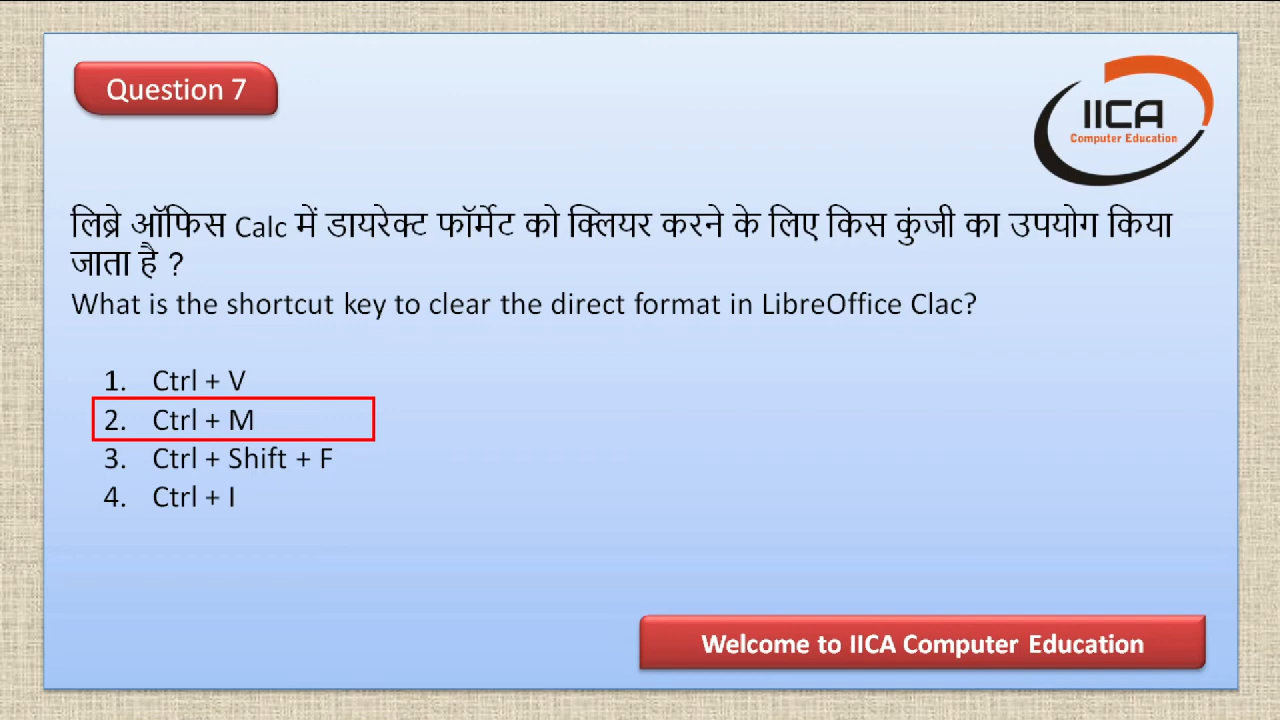 Question 7
IICA
Computer Education
लिब्रे ऑफिस Calc में डायरेक्ट फॉर्मेट को क्लियर करने के लिए किस कुंजी का उपयोग किया
जाता है ?
What is the shortcut key to clear the direct format in LibreOffice Clac?
1. Ctrl + V
2. Ctrl + M
3. Ctrl + Shift + F
4. Ctrl + I
Welcome to IICA Computer Education